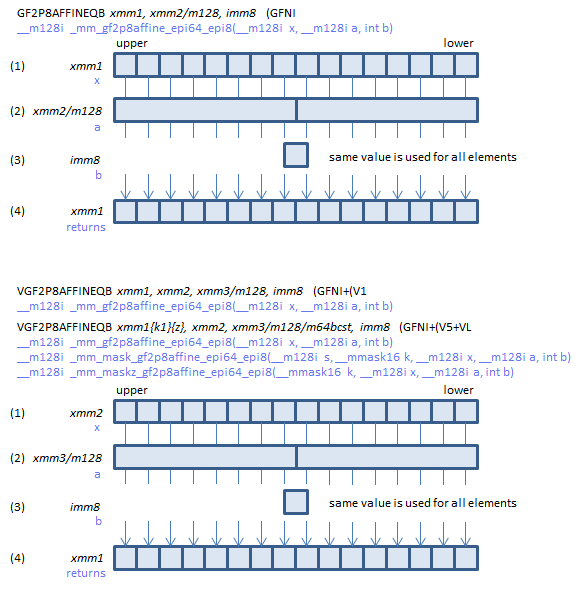 GF2P8AFFINEQB xmm1, xmm2/m128, imm8 (GFNI
__m128i _mm_gf2p8affine_epi64_epi8(__m128i x, __m128i a, int b)
upper lower
(1) xmm1
x
(2) xmm2/m128
a
(3) imm8 same value is used for all elements
b
(4) xmm1
returns
VGF2P8AFFINEQB xmm1, xmm2, xmm3/m128, imm8 (GFNI+(V1
__m128i _mm_gf2p8affine_epi64_epi8(__m128i x, __m128i a, int b)
VGF2P8AFFINEQB xmm1{k1}{z}, xmm2, xmm3/m128/m64bcst, imm8 (GFNI+(V5+VL
__m128i _mm_gf2p8affine_epi64_epi8(__m128i x, __m128i a, int b)
__m128i _mm_mask_gf2p8affine_epi64_epi8(__m128i s, __mmask16 k, __m128i x, __m128i a, int b)
__m128i _mm_maskz_gf2p8affine_epi64_epi8(__mmask16 k, __m128i x, __m128i a, int b)
upper lower
(1) xmm2
x
(2) xmm3/m128
a
(3) imm8 same value is used for all elements
b
(4) xmm1
returns